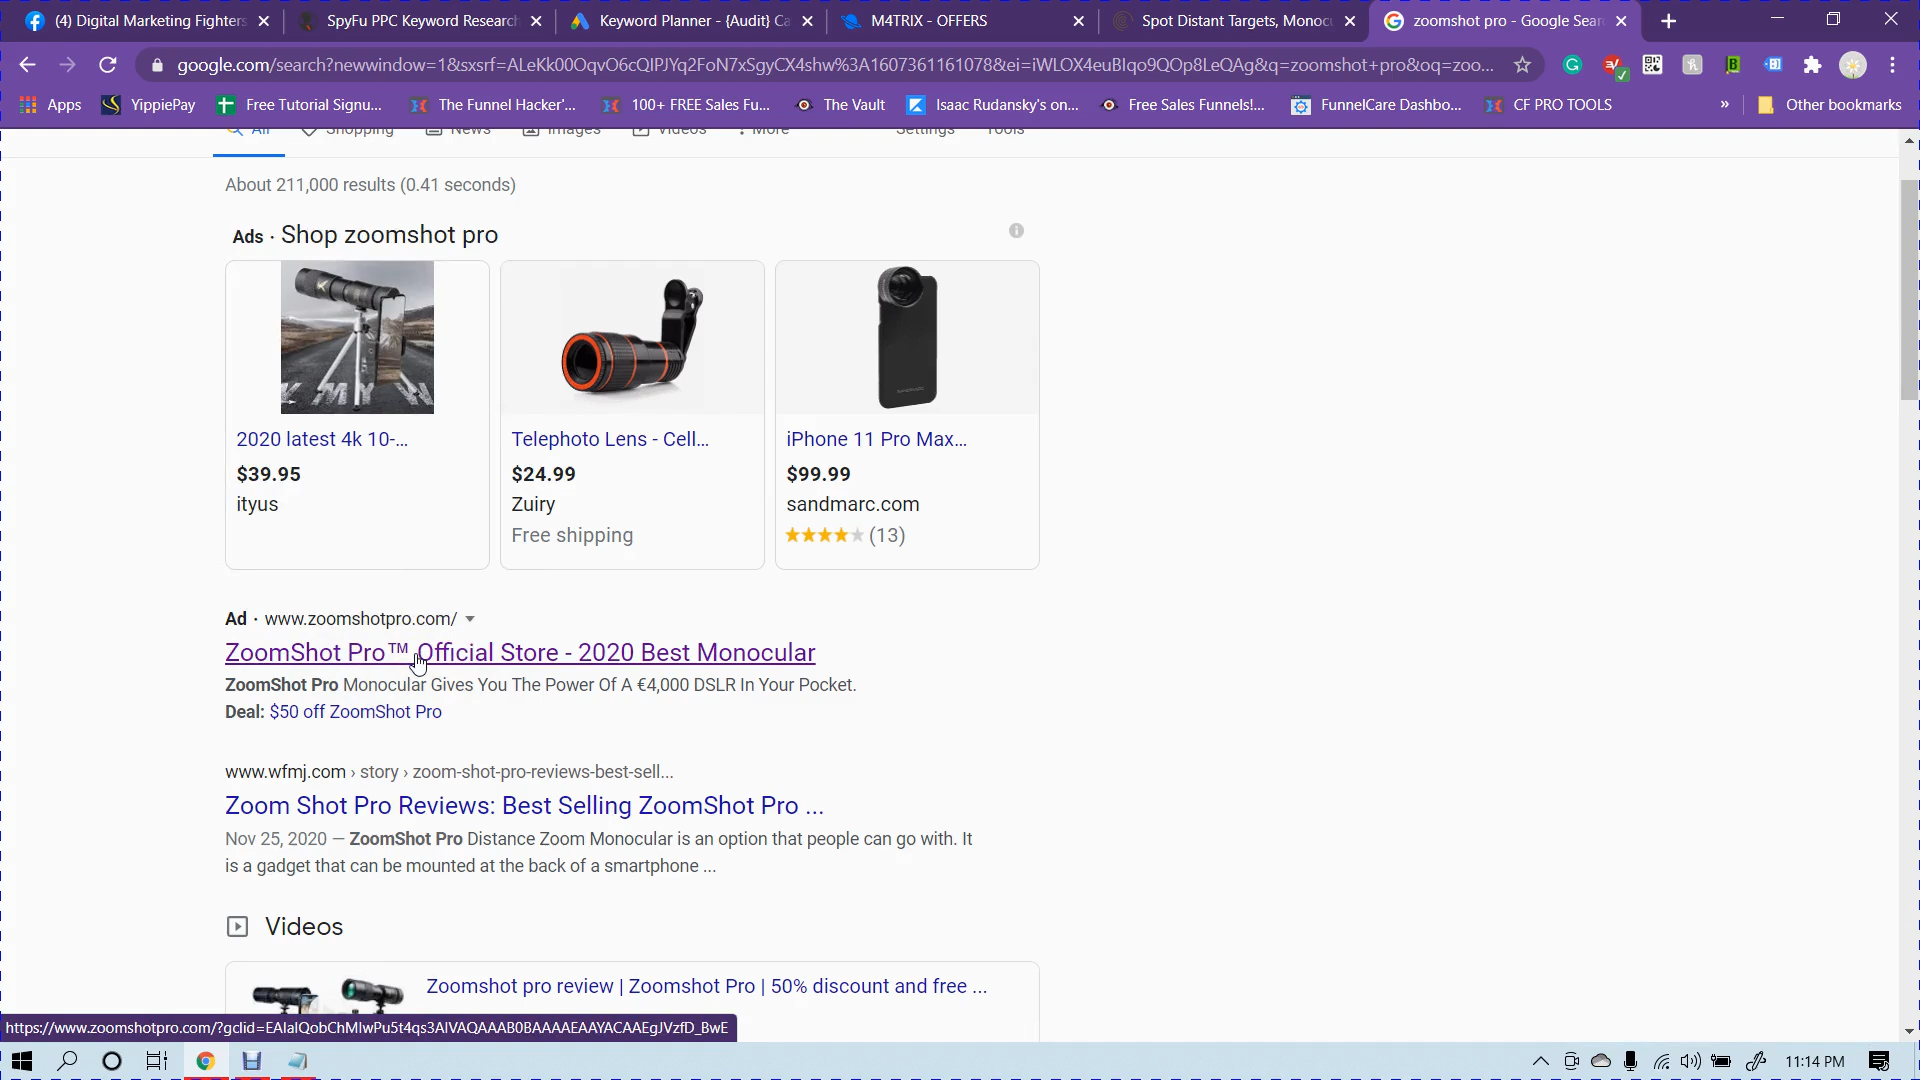 (4) Digital Marketing Fighters
SpyFu PPC Keyword Research
Keyword Planner - {Audit} Ca
M4TRIX - OFFERS
Spot Distant Targets, Monocu
zoomshot pro - Google Sear
google.com/search?newwindow=1&sxsrf=ALeKk00OqvO6cQIPJYq2FoN7xSgyCX4shw%3A1607361161078&ei=iWLOX4euBIqo9QOp8LeQAg&q=zoomshot+pro&oq=zoo...
Apps
YippiePay
Free Tutorial Signu...
The Funnel Hacker'...
100+ FREE Sales Fu...
The Vault
Isaac Rudansky's on...
Free Sales Funnels!...
FunnelCare Dashbo...
CF PRO TOOLS
»
Other bookmarks
All
Shopping
News
Images
Videos
More
Settings
Tools
About 211,000 results (0.41 seconds)
Ads · Shop zoomshot pro
2020 latest 4k 10-...
$39.95
ityus
Telephoto Lens - Cell...
$24.99
Zuiry
Free shipping
iPhone 11 Pro Max...
$99.99
sandmarc.com
(13)
Ad · www.zoomshotpro.com/
ZoomShot Pro™ Official Store - 2020 Best Monocular
ZoomShot Pro Monocular Gives You The Power Of A €4,000 DSLR In Your Pocket.
Deal: $50 off ZoomShot Pro
www.wfmj.com › story › zoom-shot-pro-reviews-best-sell...
Zoom Shot Pro Reviews: Best Selling ZoomShot Pro ...
Nov 25, 2020 — ZoomShot Pro Distance Zoom Monocular is an option that people can go with. It
is a gadget that can be mounted at the back of a smartphone ...
Videos
Zoomshot pro review | Zoomshot Pro | 50% discount and free ...
https://www.zoomshotpro.com/?gclid=EAIaIQobChMIwPu5t4qs3AIVAQAAAB0BAAAAEAAYACAAEgJVzfD_BwE
11:14 PM